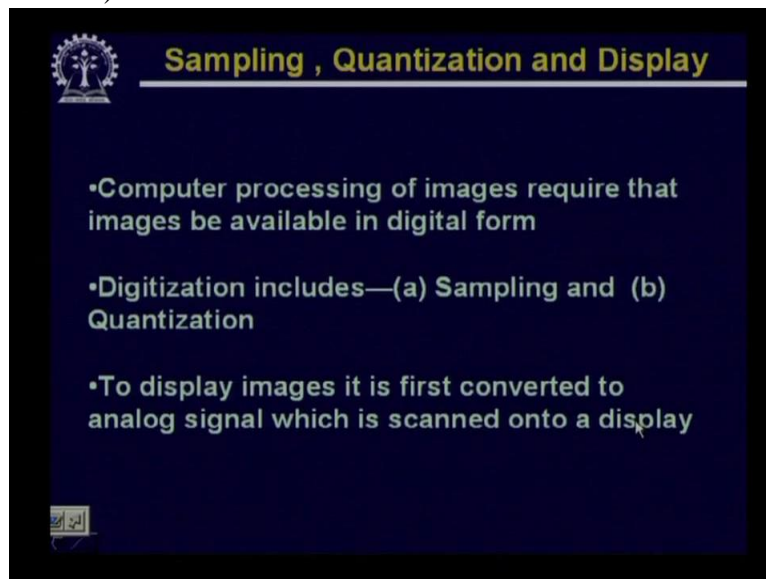 Sampling , Quantization and Display
•Computer processing of images require that
images be available in digital form
•Digitization includes—(a) Sampling and (b)
Quantization
•To display images it is first converted to
analog signal which is scanned onto a display